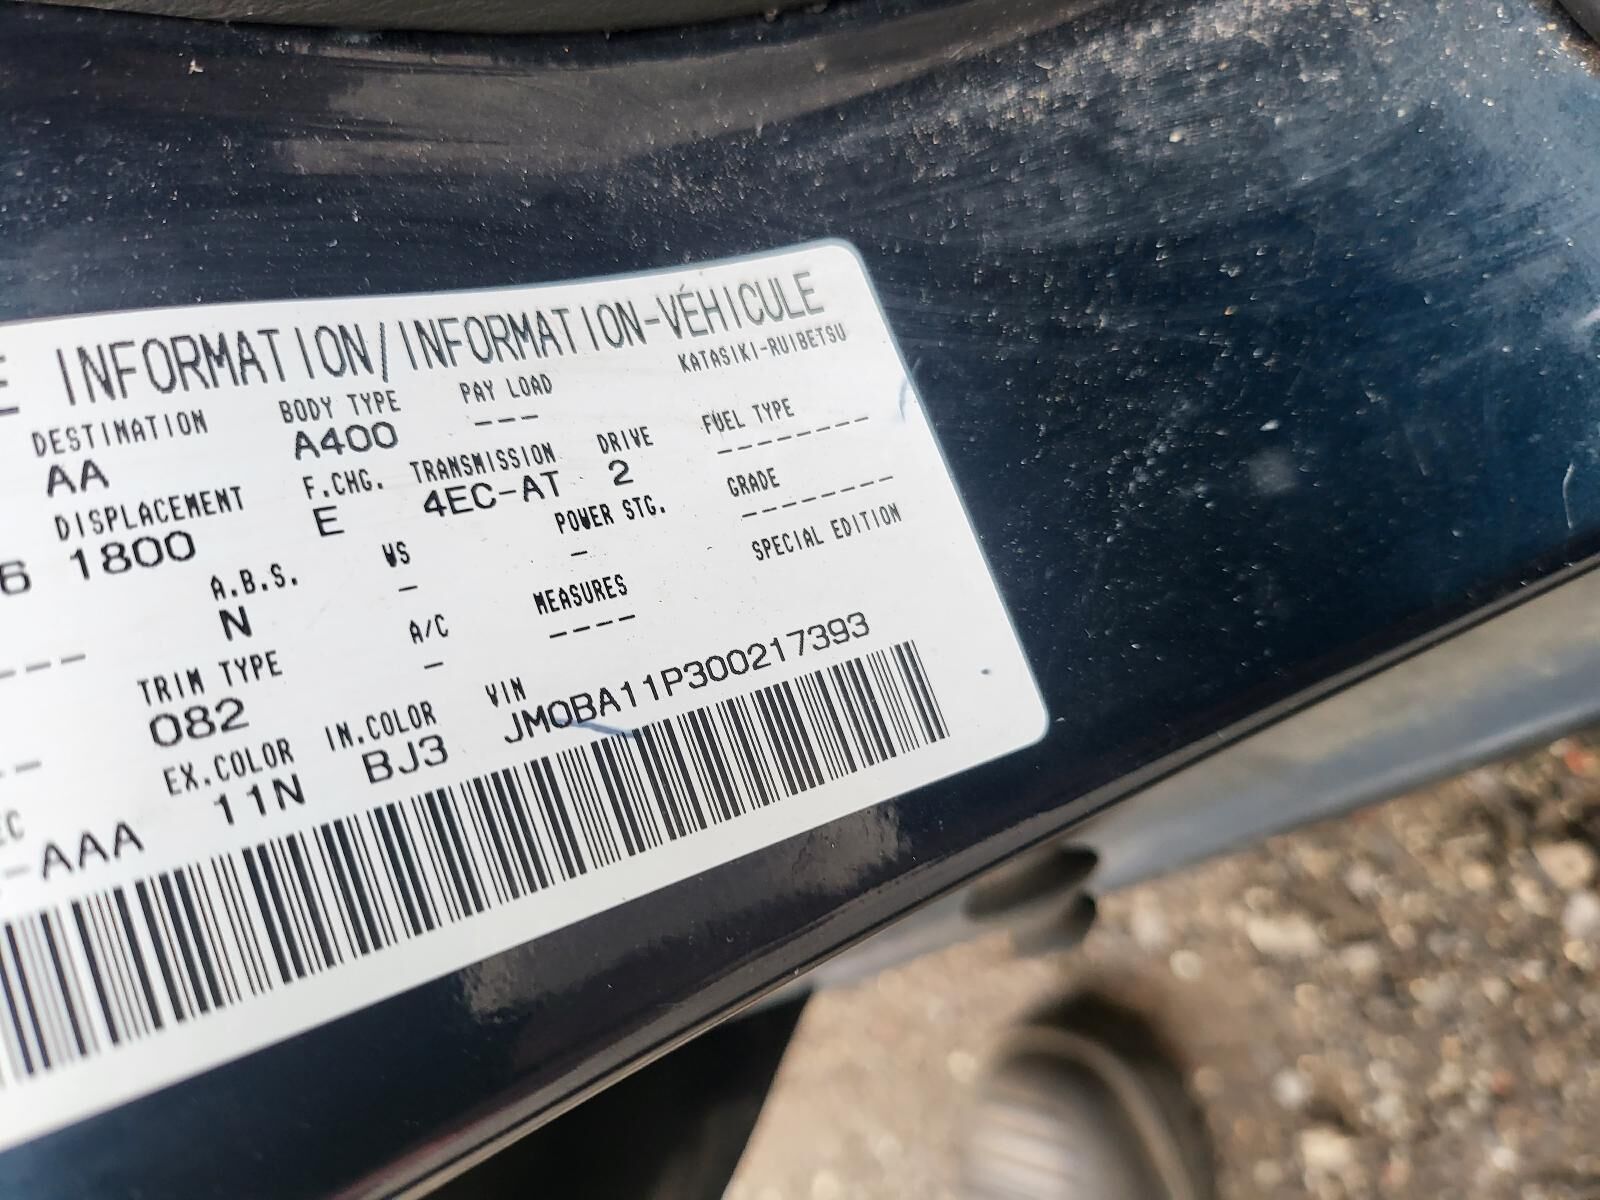 E INFORMATION/INFORMATION-VÉHICULE
DESTINATION BODY TYPE PAY LOAD KATASIKI-RUIBETSU
AA A400 ---
DISPLACEMENT F.CHG. TRANSMISSION DRIVE FUEL TYPE
6 1800 E 4EC-AT 2 --------
A.B.S. WS POWER STG. GRADE
---- N - - --------
TRIM TYPE A/C MEASURES SPECIAL EDITION
-- 082 - ----
EC EX.COLOR IN.COLOR VIN
-AAA 11N BJ3 JM0BA11P300217393